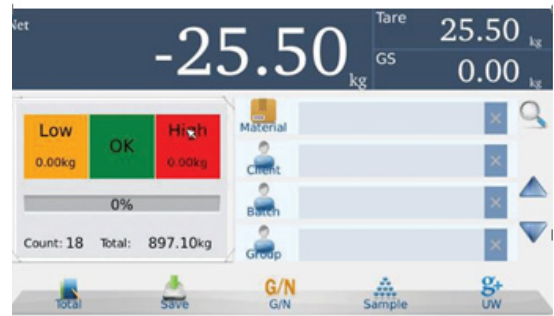 Net
-25.50 kg
Tare 25.50 kg
GS 0.00 kg
Low OK High
0.00kg 0.00kg
0%
Count: 18 Total: 897.10kg
Material
Client
Batch
Group
G/N g+
Total Save G/N Sample UW